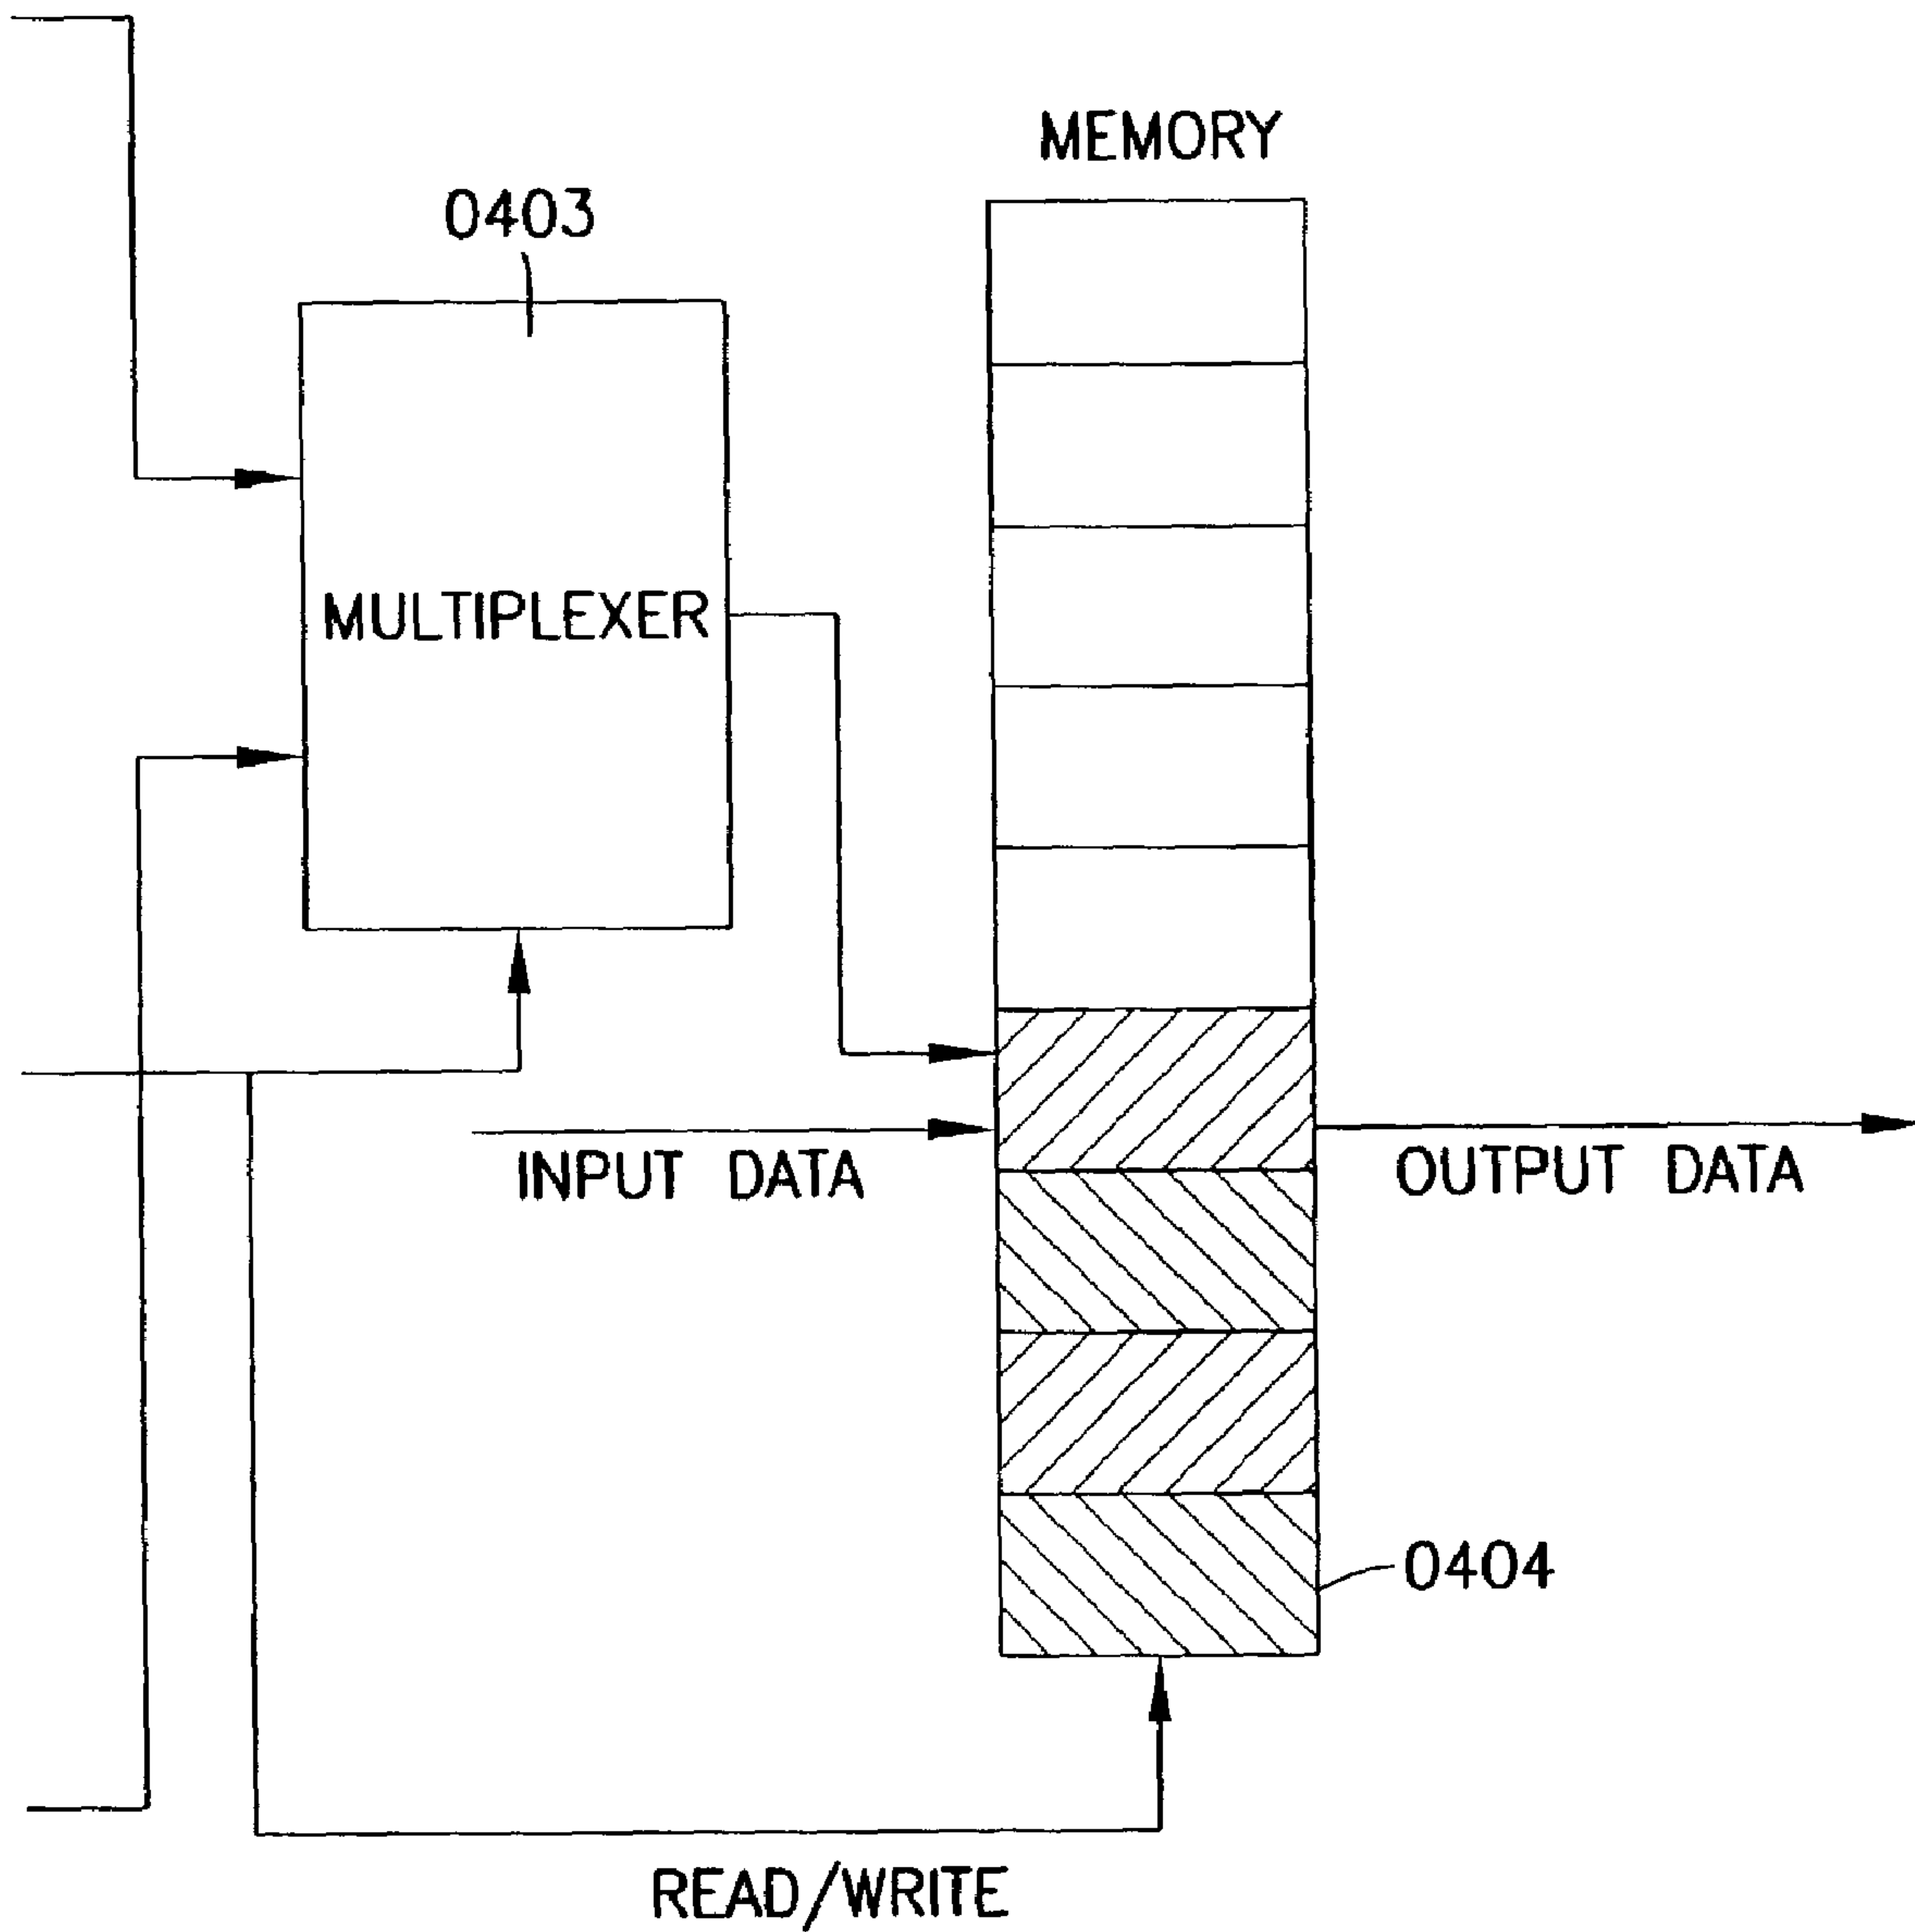 MEMORY
0403
MULTIPLEXER
INPUT DATA
OUTPUT DATA
0404
READ/WRITE